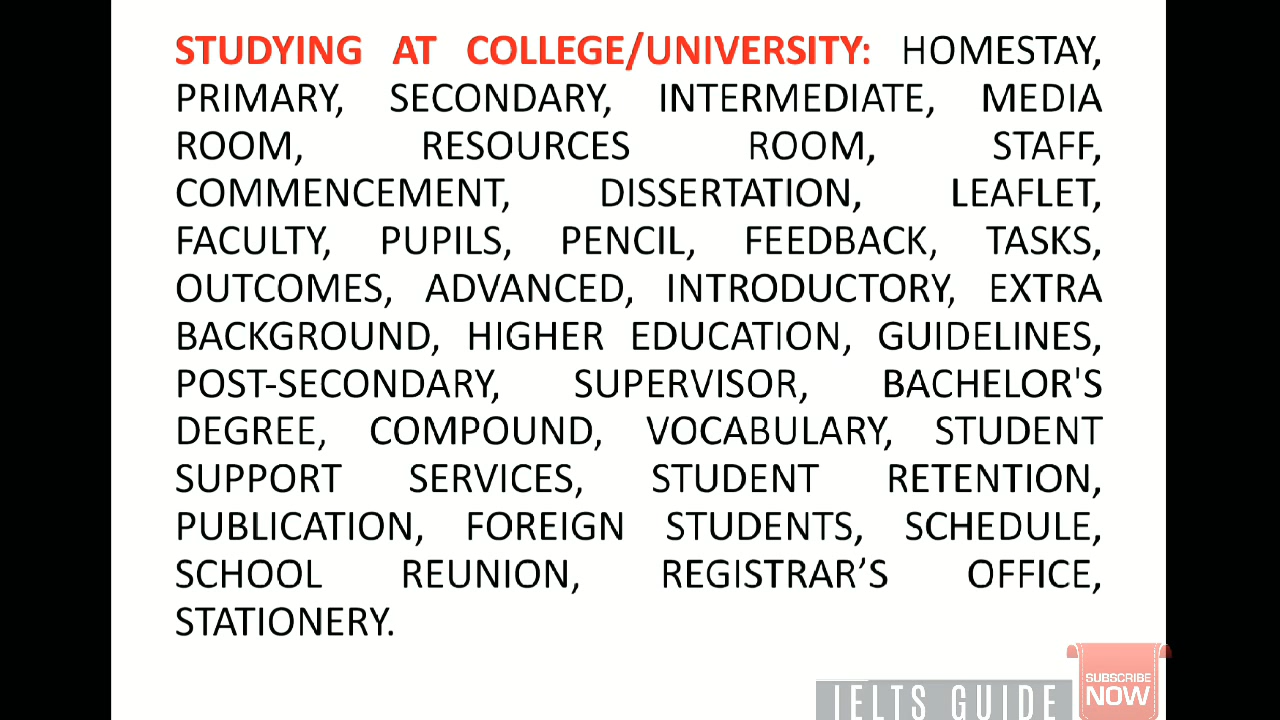 STUDYING AT COLLEGE/UNIVERSITY: HOMESTAY,
PRIMARY, SECONDARY, INTERMEDIATE, MEDIA
ROOM, RESOURCES ROOM, STAFF,
COMMENCEMENT, DISSERTATION, LEAFLET,
FACULTY, PUPILS, PENCIL, FEEDBACK, TASKS,
OUTCOMES, ADVANCED, INTRODUCTORY, EXTRA
BACKGROUND, HIGHER EDUCATION, GUIDELINES,
POST-SECONDARY, SUPERVISOR, BACHELOR'S
DEGREE, COMPOUND, VOCABULARY, STUDENT
SUPPORT SERVICES, STUDENT RETENTION,
PUBLICATION, FOREIGN STUDENTS, SCHEDULE,
SCHOOL REUNION, REGISTRAR’S OFFICE,
STATIONERY.
IELTS GUIDE
SUBSCRIBE
NOW